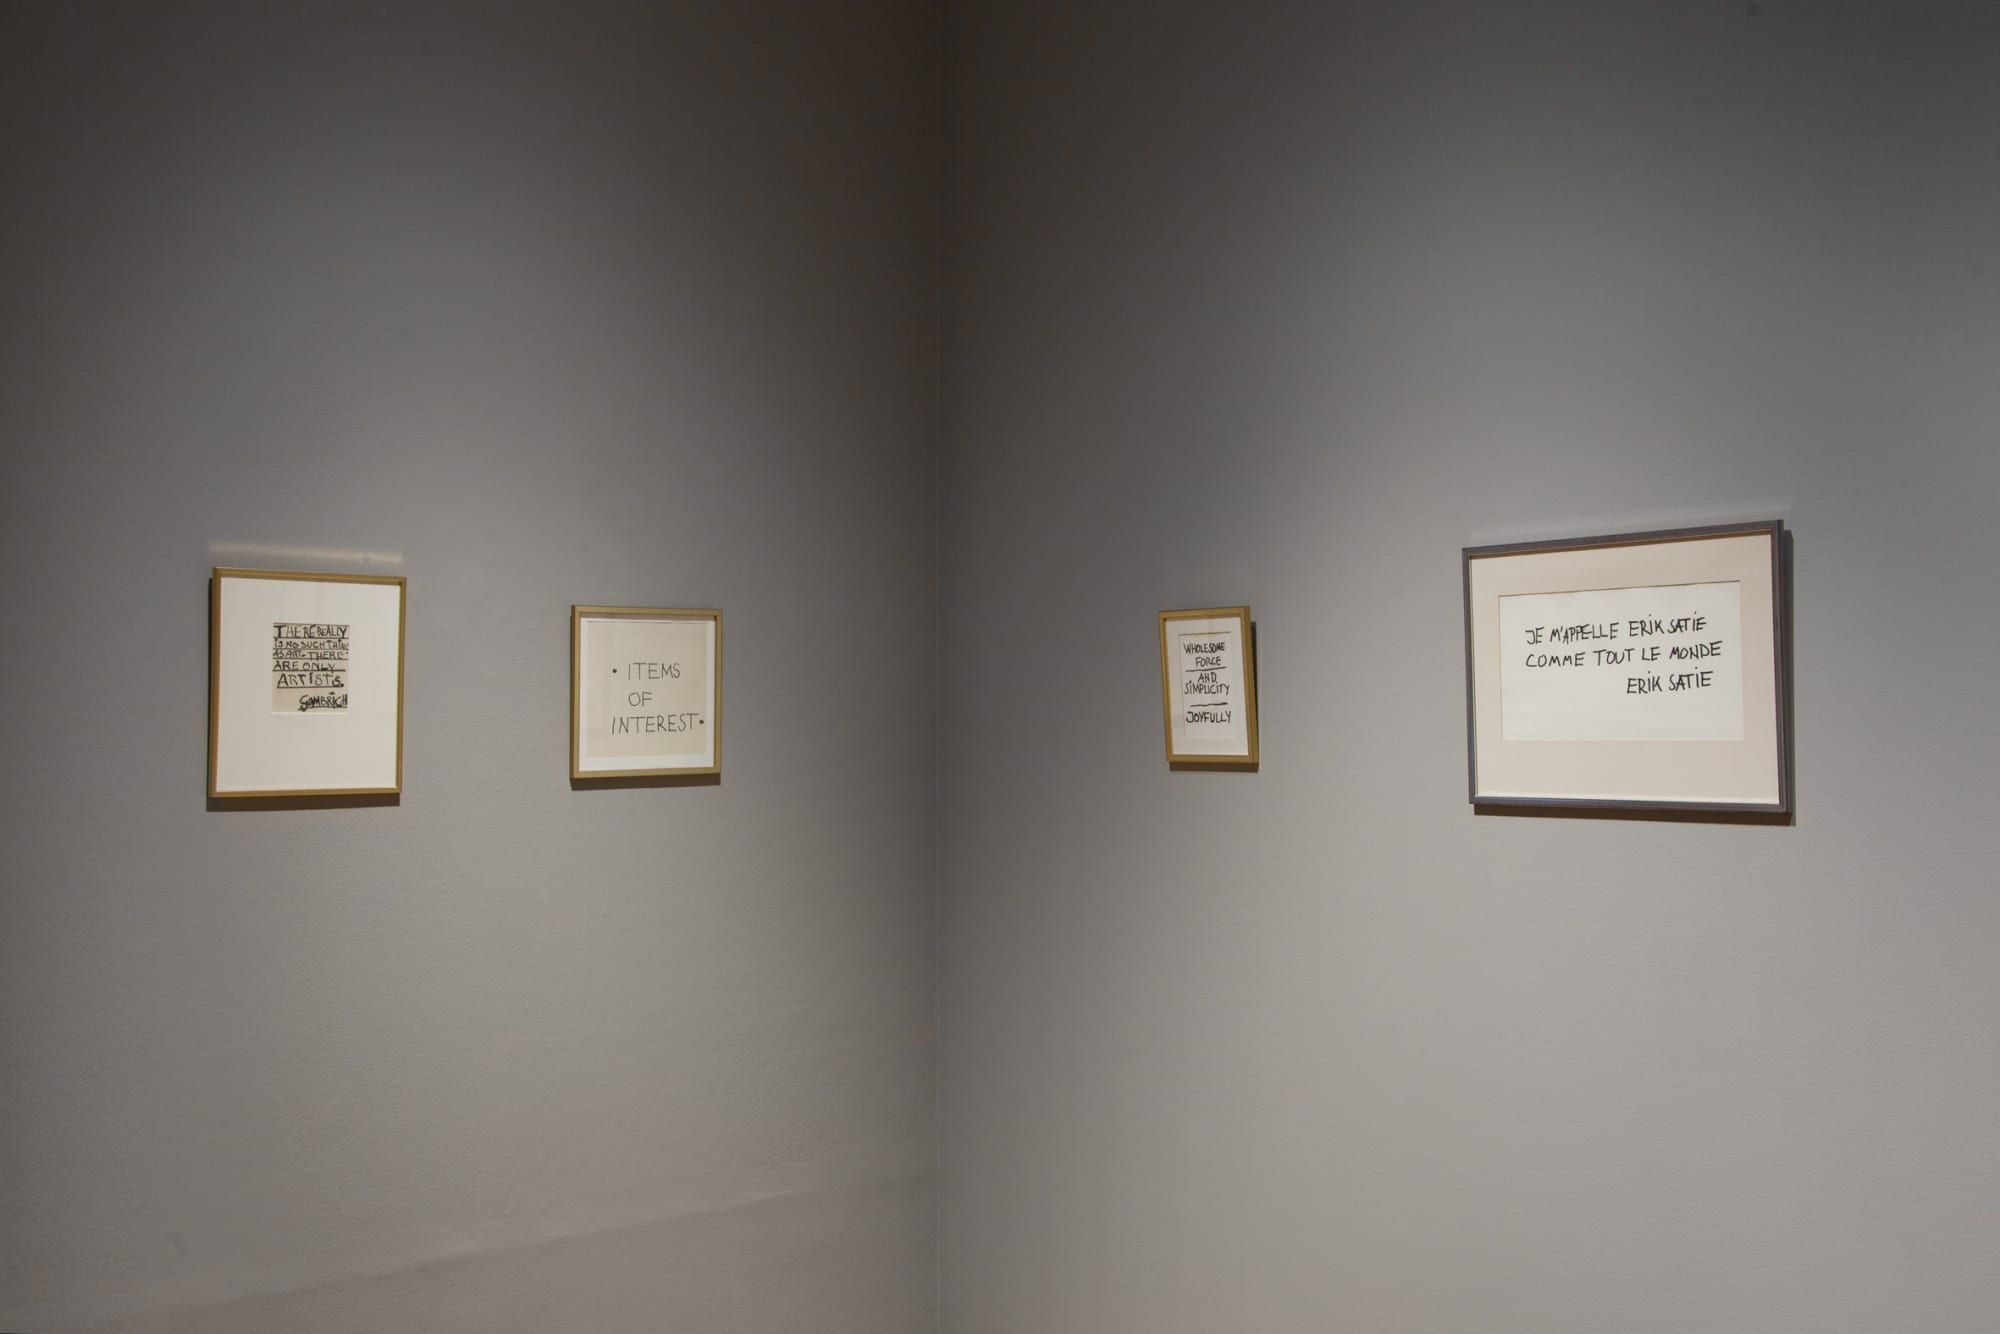 THERE REALLY
IS NO SUCH THING
AS ART. THERE
ARE ONLY
ARTISTS.
GOMBRICH
• ITEMS
OF
INTEREST •
WHOLESOME
FORCE
AND
SIMPLICITY
JOYFULLY
JE M'APPELLE ERIK SATIE
COMME TOUT LE MONDE
ERIK SATIE